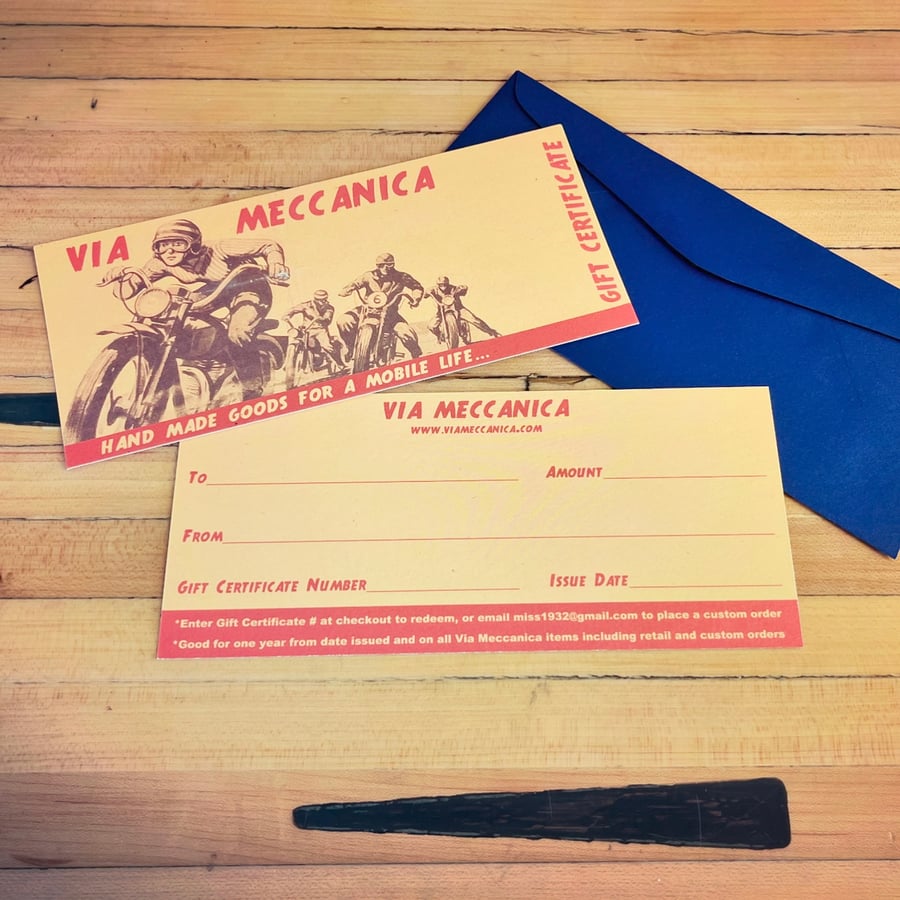 VIA MECCANICA
GIFT CERTIFICATE
6
HAND MADE GOODS FOR A MOBILE LIFE...
VIA MECCANICA
WWW.VIAMECCANICA.COM
TO AMOUNT
FROM
GIFT CERTIFICATE NUMBER ISSUE DATE
*Enter Gift Certificate # at checkout to redeem, or email miss1932@gmail.com to place a custom order
*Good for one year from date issued and on all Via Meccanica items including retail and custom orders